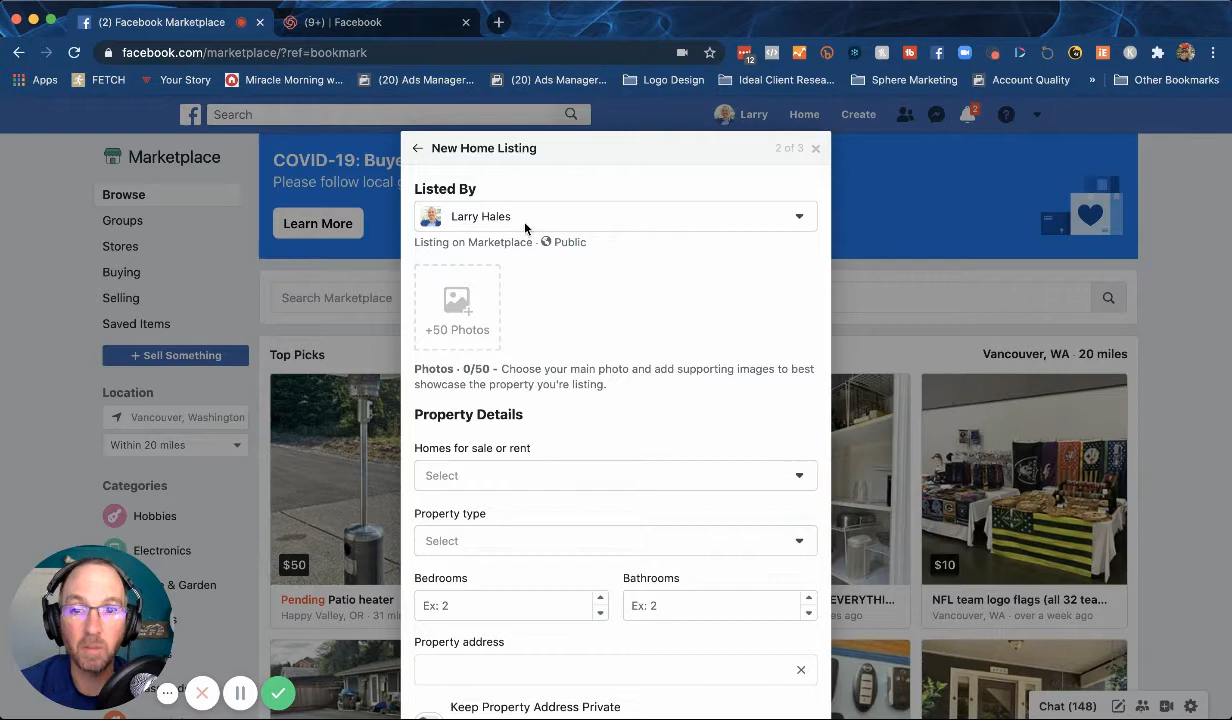 (2) Facebook Marketplace
(9+) | Facebook
facebook.com/marketplace/?ref=bookmark
12
Apps
FETCH
Your Story
Miracle Morning w...
(20) Ads Manager...
(20) Ads Manager...
Logo Design
Ideal Client Resea...
Sphere Marketing
Account Quality
»
Other Bookmarks
Search
Larry
Home
Create
2
Marketplace
COVID-19: Buye
Please follow local g
Learn More
Browse
Groups
Stores
Buying
Selling
Saved Items
+ Sell Something
Location
Vancouver, Washington
Within 20 miles
Categories
Hobbies
Electronics
& Garden
Search Marketplace
Top Picks
Vancouver, WA · 20 miles
New Home Listing
2 of 3
Listed By
Larry Hales
Listing on Marketplace · Public
+50 Photos
Photos · 0/50 - Choose your main photo and add supporting images to best
showcase the property you're listing.
Property Details
Homes for sale or rent
Select
Property type
Select
Bedrooms
Bathrooms
Ex: 2
Ex: 2
Property address
Keep Property Address Private
$50
Pending Patio heater
Happy Valley, OR · 31 min
EVERYTHI...
es ago
$10
NFL team logo flags (all 32 tea...
Vancouver, WA · over a week ago
Chat (148)